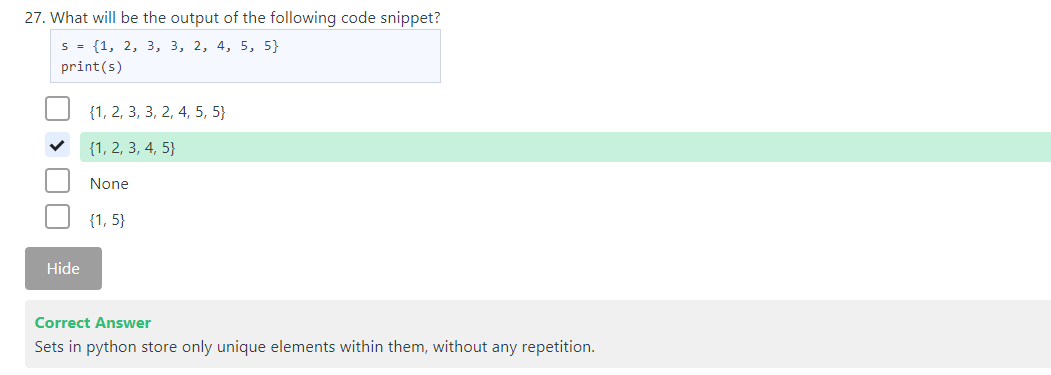 27. What will be the output of the following code snippet?
s = {1, 2, 3, 3, 2, 4, 5, 5}
print(s)
{1, 2, 3, 3, 2, 4, 5, 5}
{1, 2, 3, 4, 5}
None
{1, 5}
Hide
Correct Answer
Sets in python store only unique elements within them, without any repetition.